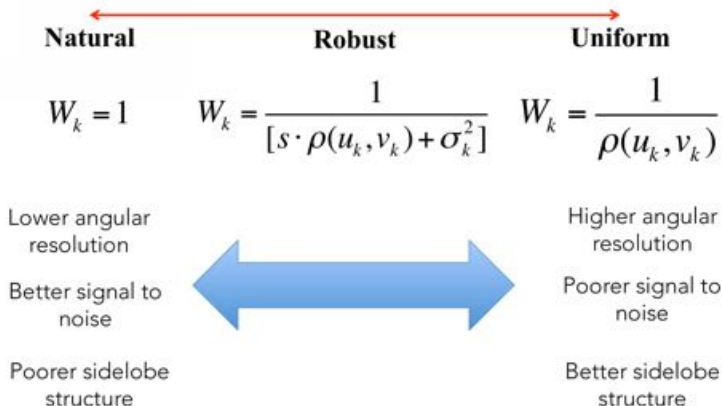 Natural Robust Uniform
W_k = 1 W_k = 1 / [s · ρ(u_k, v_k) + σ_k^2] W_k = 1 / ρ(u_k, v_k)
Lower angular
resolution
Better signal to
noise
Poorer sidelobe
structure
Higher angular
resolution
Poorer signal to
noise
Better sidelobe
structure